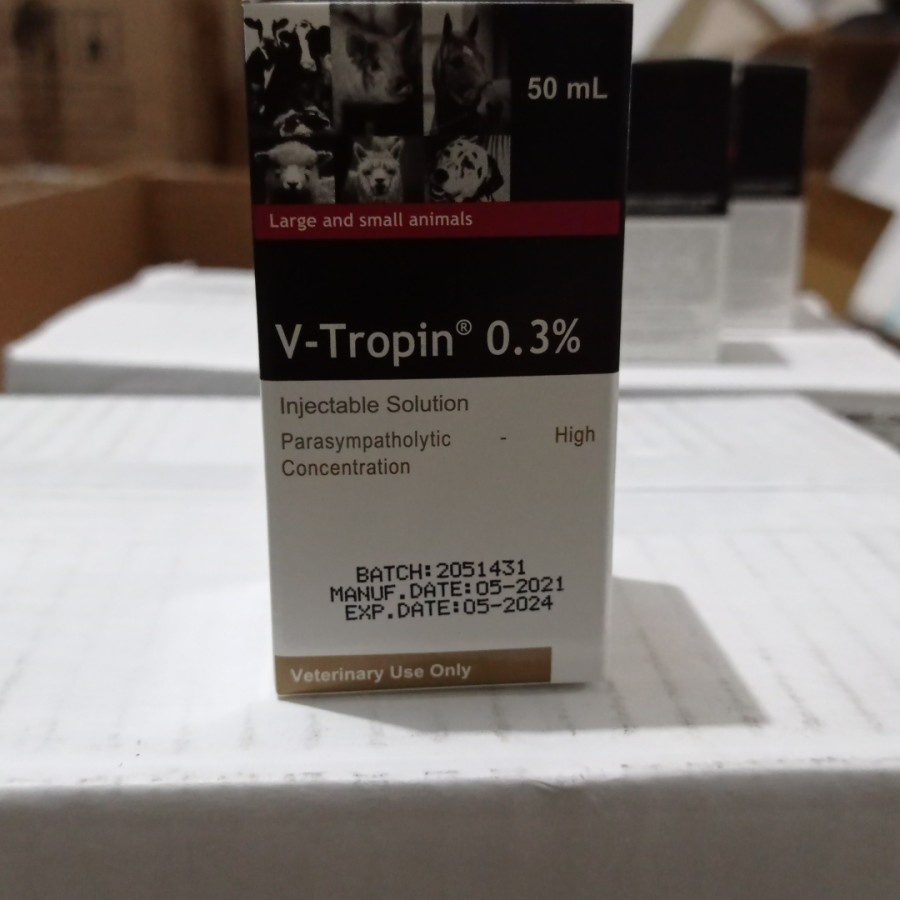 50 mL
Large and small animals
V-Tropin® 0.3%
Injectable Solution
Parasympatholytic - High
Concentration
BATCH:2051431
MANUF.DATE:05-2021
EXP.DATE:05-2024
Veterinary Use Only